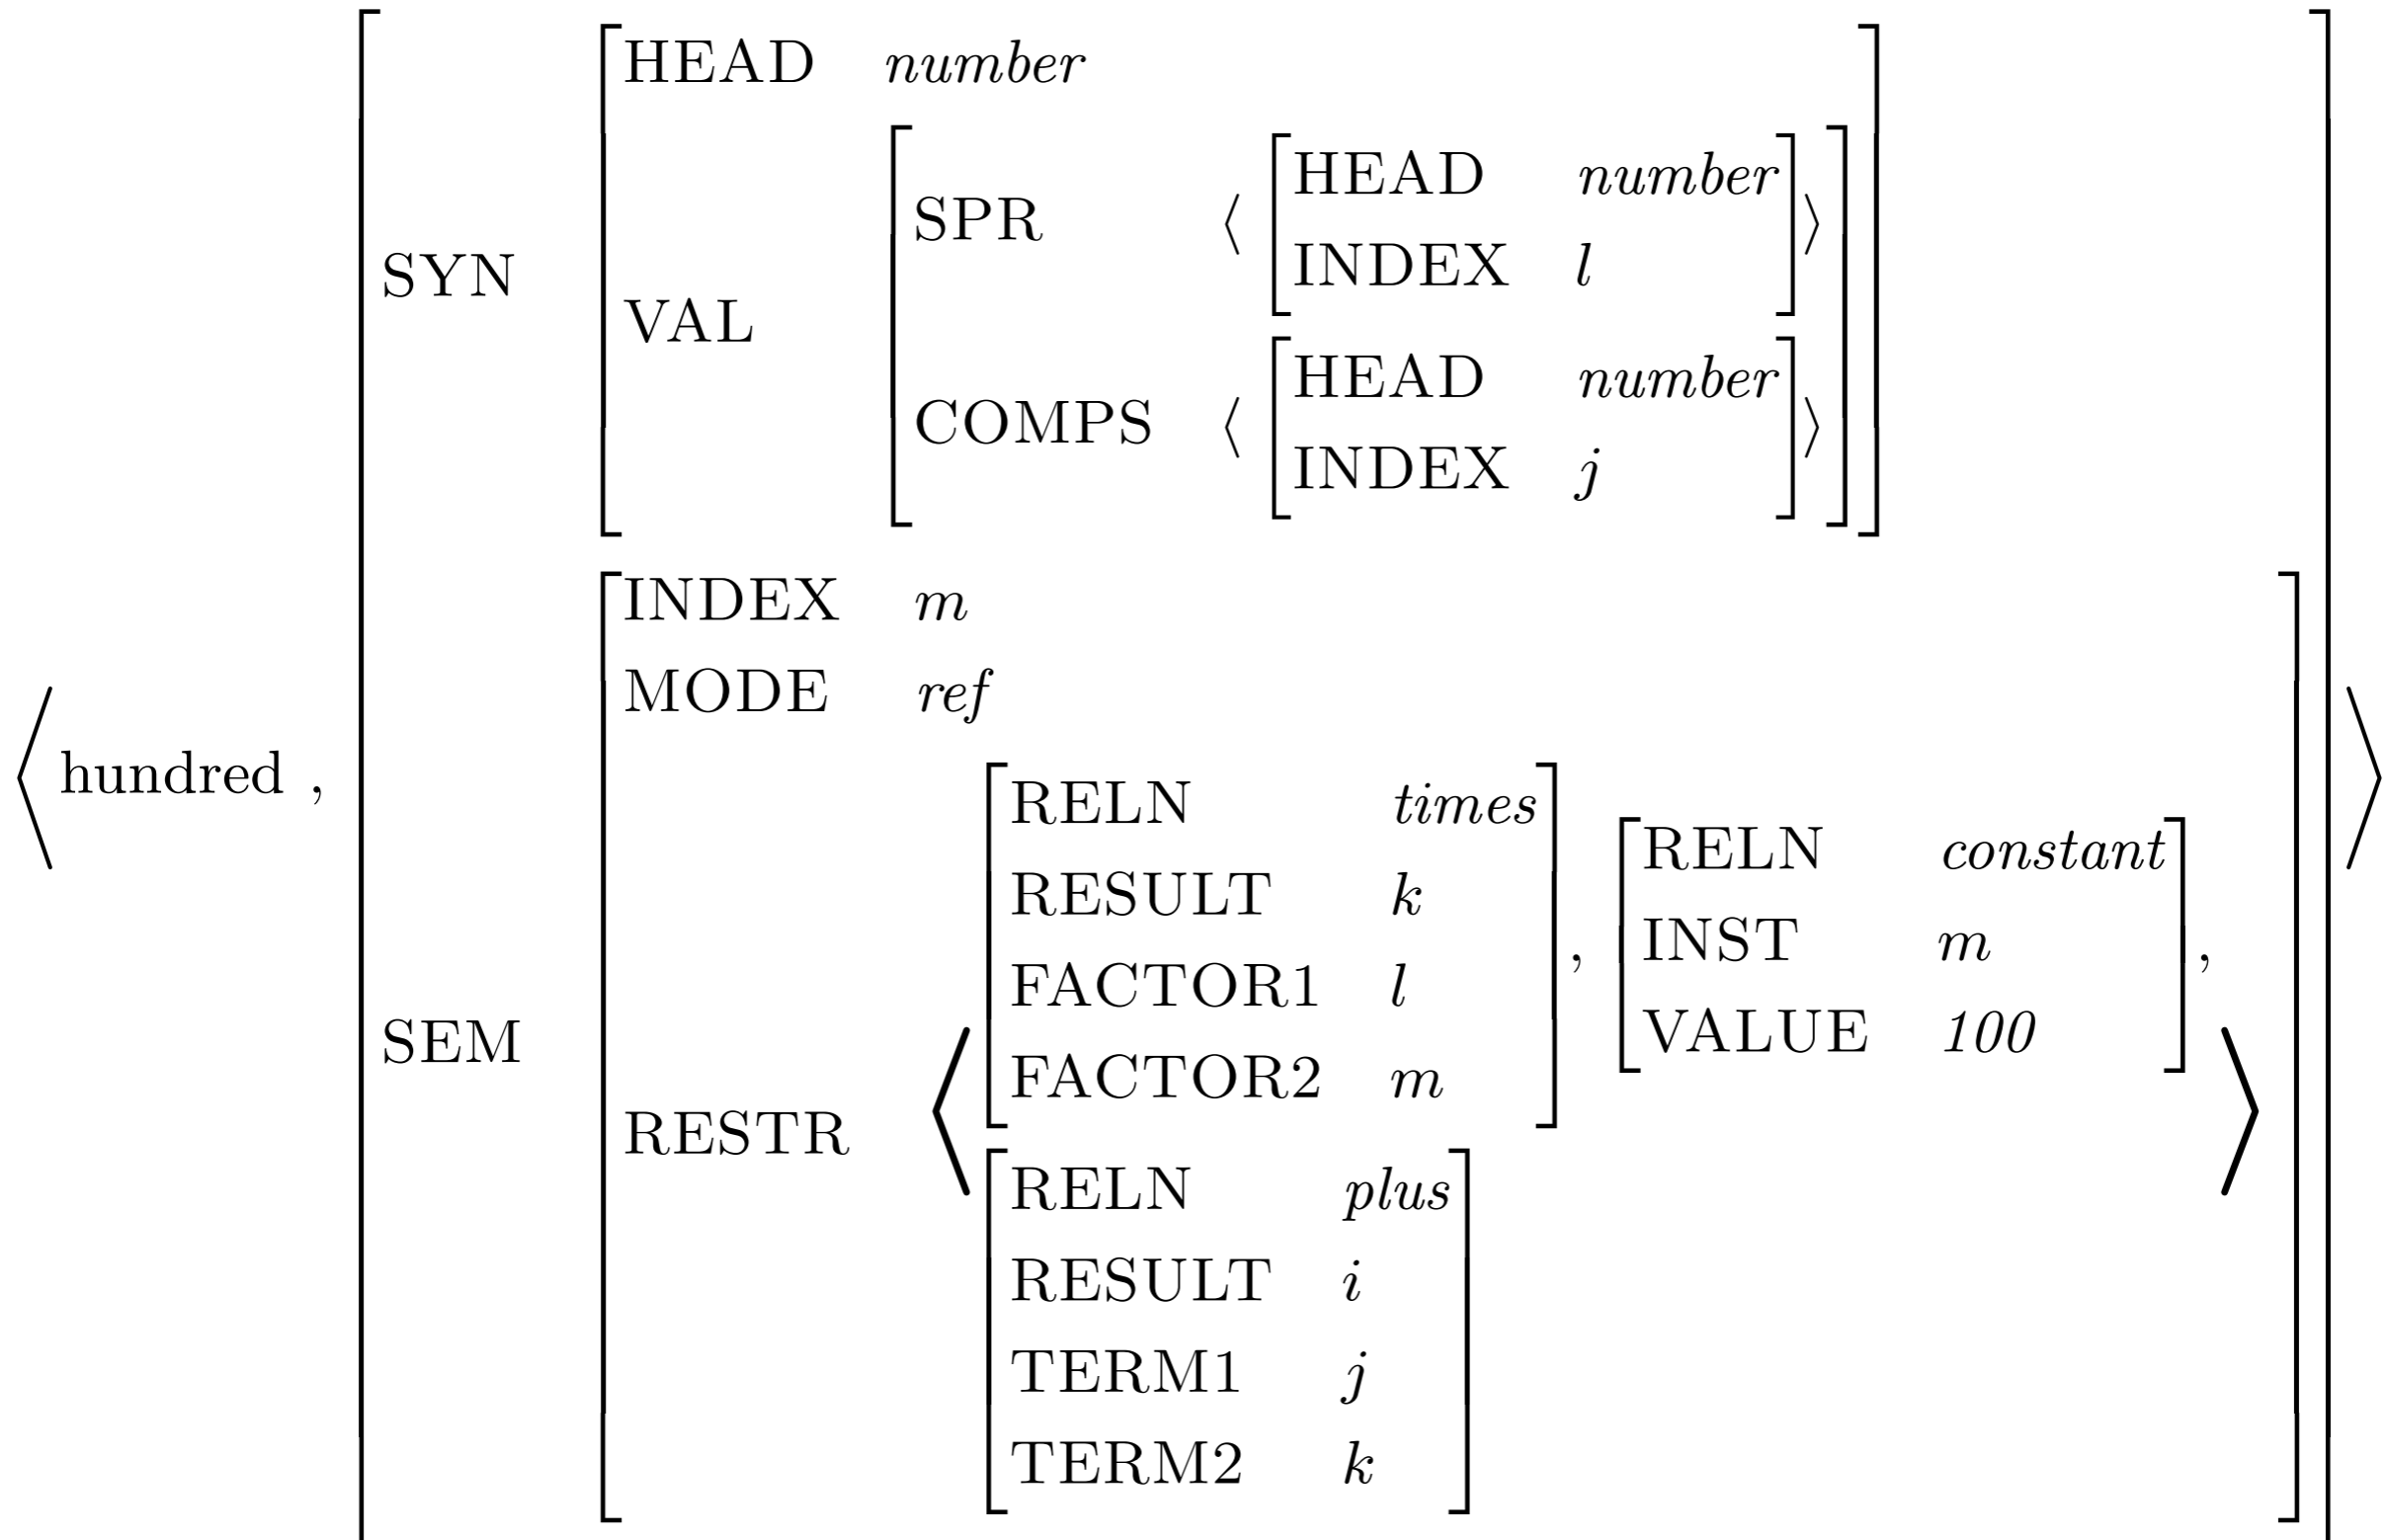 HEAD number
SPR ⟨ [HEAD number] ⟩
[INDEX l]
SYN
VAL
COMPS ⟨ [HEAD number] ⟩
[INDEX j]
INDEX m
MODE ref
⟨ hundred , ⟩
RELN times
RESULT k
FACTOR1 l
FACTOR2 m
,
RELN constant
INST m
VALUE 100
,
SEM
RESTR ⟨ ⟩
RELN plus
RESULT i
TERM1 j
TERM2 k